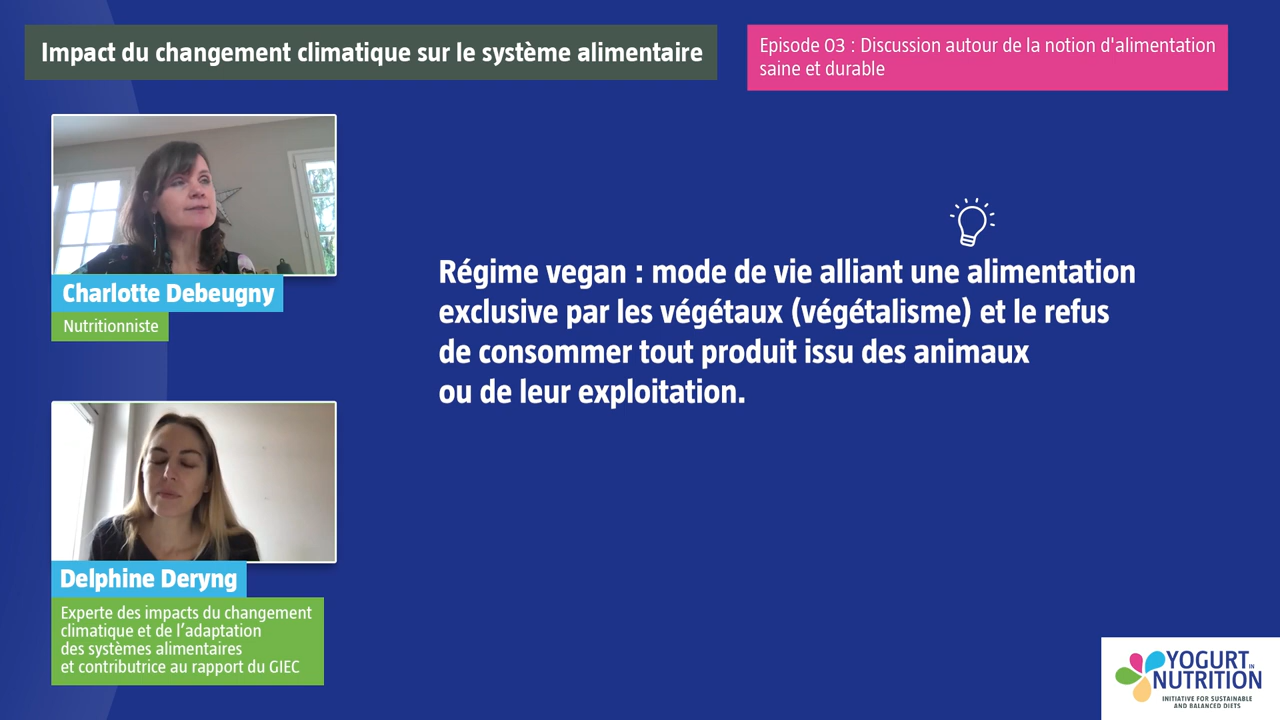 Impact du changement climatique sur le système alimentaire
Episode 03 : Discussion autour de la notion d'alimentation
saine et durable
Charlotte Debeugny
Nutritionniste
Régime vegan : mode de vie alliant une alimentation
exclusive par les végétaux (végétalisme) et le refus
de consommer tout produit issu des animaux
ou de leur exploitation.
Delphine Deryng
Experte des impacts du changement
climatique et de l’adaptation
des systèmes alimentaires
et contributrice au rapport du GIEC
YOGURT IN
NUTRITION
INITIATIVE FOR SUSTAINABLE
AND BALANCED DIETS